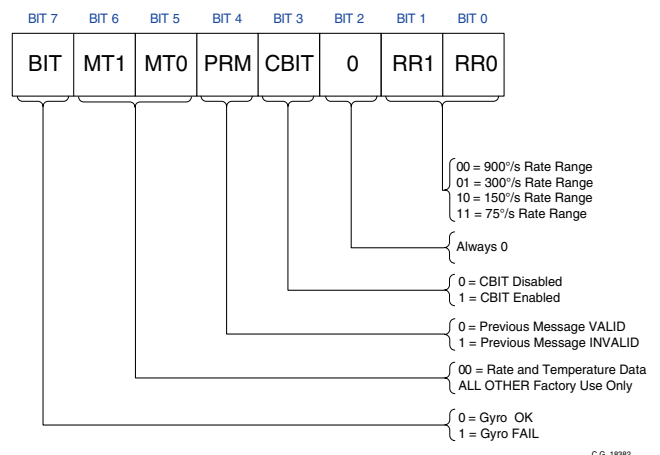 BIT 7 BIT 6 BIT 5 BIT 4 BIT 3 BIT 2 BIT 1 BIT 0
BIT MT1 MT0 PRM CBIT 0 RR1 RR0
00 = 900°/s Rate Range
01 = 300°/s Rate Range
10 = 150°/s Rate Range
11 = 75°/s Rate Range
Always 0
0 = CBIT Disabled
1 = CBIT Enabled
0 = Previous Message VALID
1 = Previous Message INVALID
00 = Rate and Temperature Data
ALL OTHER Factory Use Only
0 = Gyro OK
1 = Gyro FAIL
C.G. 18382